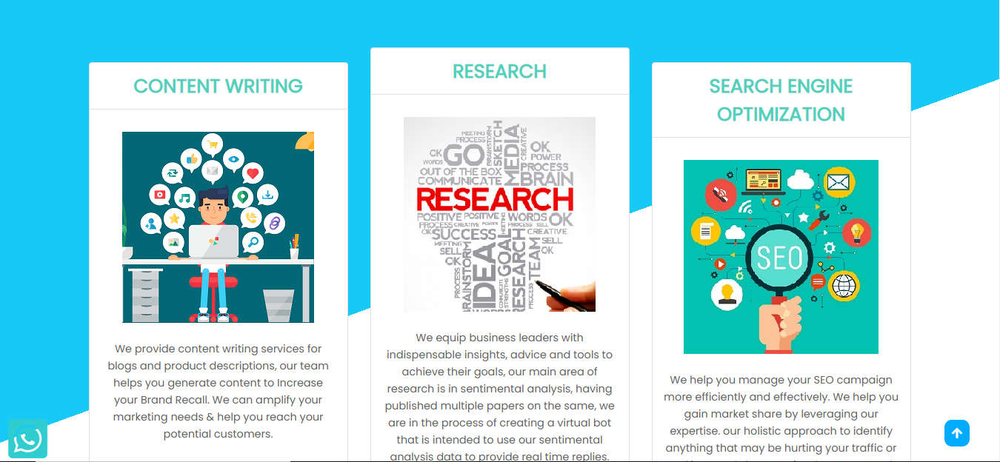 CONTENT WRITING
We provide content writing services for
blogs and product descriptions, our team
helps you generate content to Increase
your Brand Recall. We can amplify your
marketing needs & help you reach your
potential customers.
RESEARCH
MEETING
PROCESS
BRAINSTORM
SKETCH
MEDIA
CREATIVE
OK
GO
WORDS
OK
POWER
OUT OF THE BOX
PROCESS
COMMUNICATE
BRAIN
RESEARCH
POSITIVE POSITIVE WORDS OK
PROCESS CREATIVE POWER PROCESS SELL
MEETING
OK SUCCESS CREATIVE
MEETING SELL
SELL OK
OK
PROCESS
BRAINSTORM
IDEA
COMMUNICATE
STRENGTHS
GOAL
RESEARCH
TEAM
PROCESS
WORDS
We equip business leaders with
indispensable insights, advice and tools to
achieve their goals, our main area of
research is in sentimental analysis, having
published multiple papers on the same, we
are in the process of creating a virtual bot
that is intended to use our sentimental
analysis data to provide real time replies.
SEARCH ENGINE
OPTIMIZATION
SEO
We help you manage your SEO campaign
more efficiently and effectively. We help you
gain market share by leveraging our
expertise. our holistic approach to identify
anything that may be hurting your traffic or